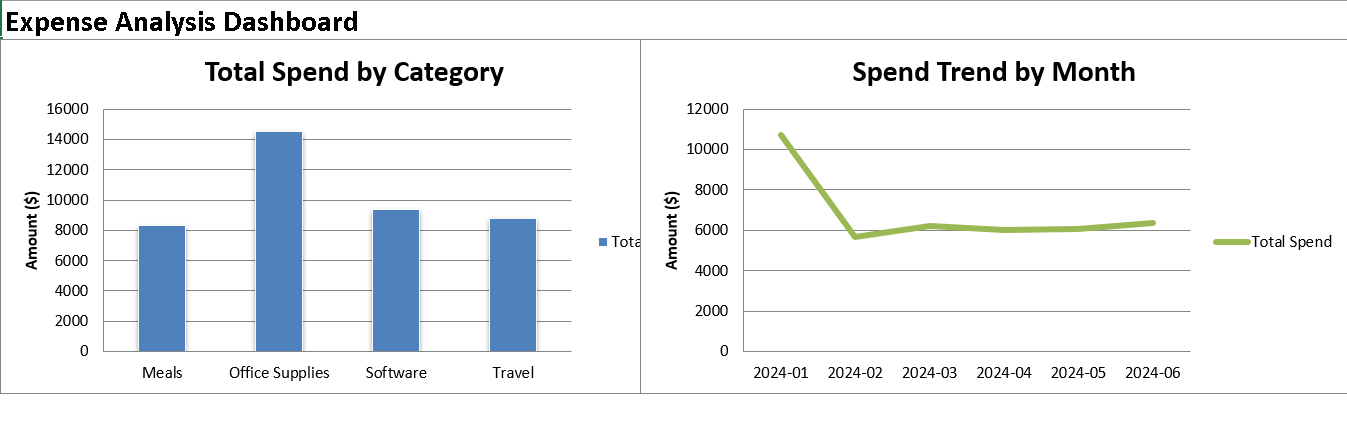 Expense Analysis Dashboard
Total Spend by Category
16000
14000
12000
10000
8000
6000
4000
2000
0
Amount ($)
Meals Office Supplies Software Travel
Tota
Spend Trend by Month
12000
10000
8000
6000
4000
2000
0
Amount ($)
2024-01 2024-02 2024-03 2024-04 2024-05 2024-06
Total Spend